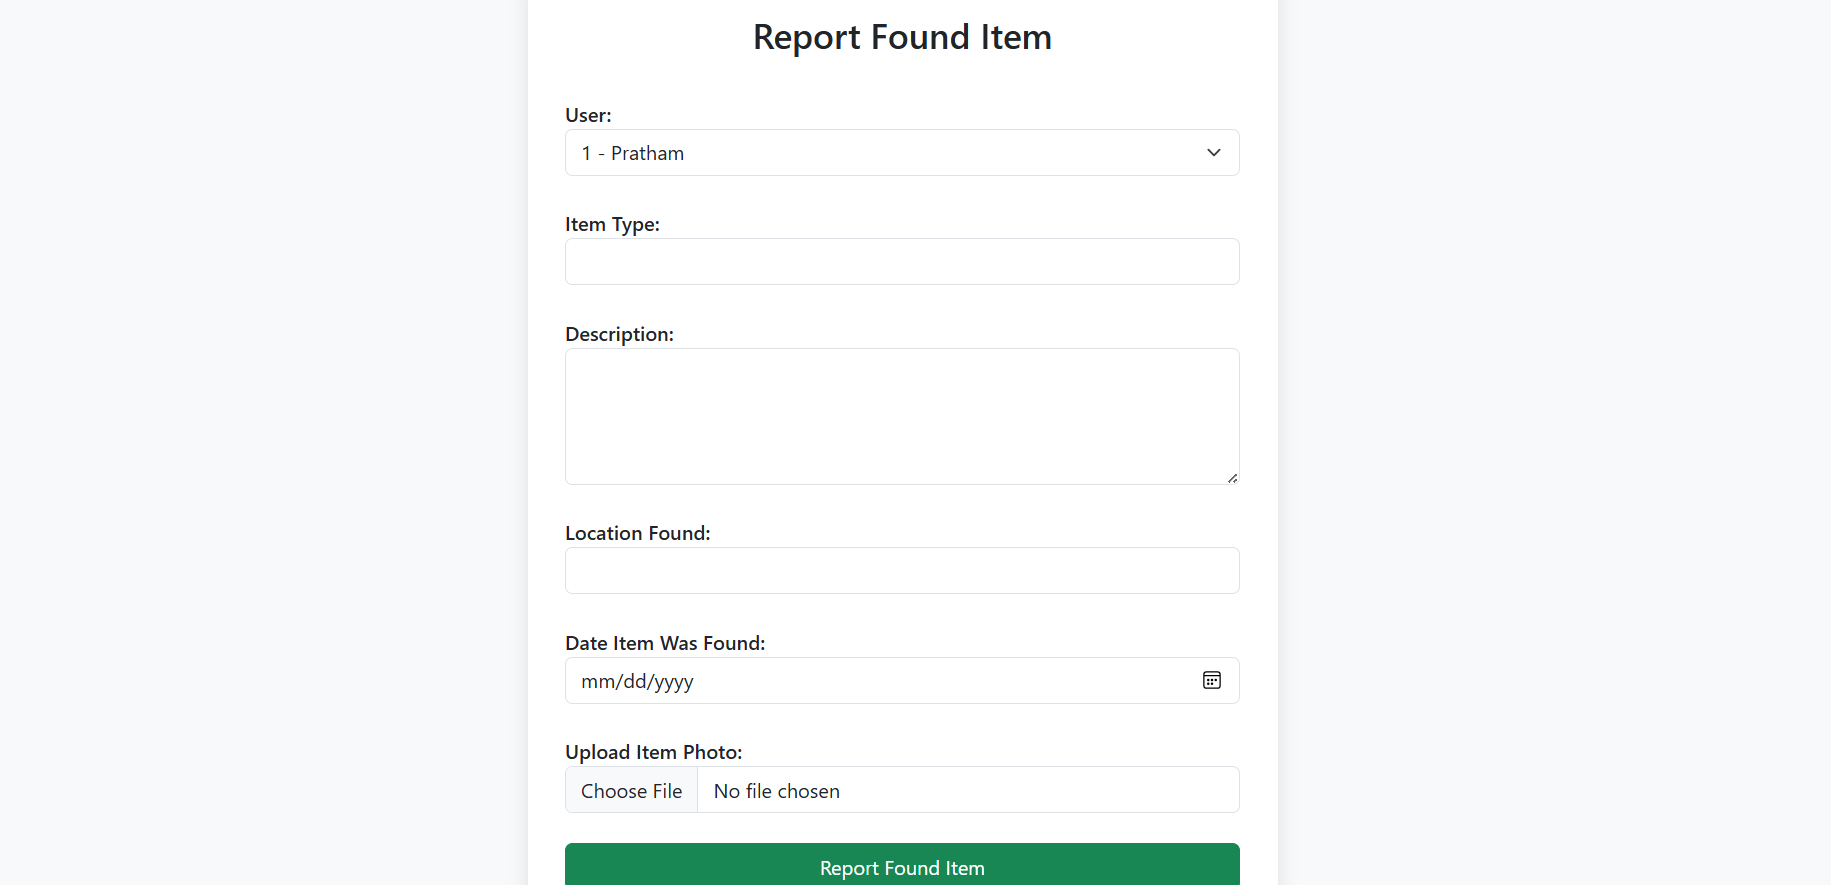 Report Found Item
User:
1 - Pratham
Item Type:
Description:
Location Found:
Date Item Was Found:
mm/dd/yyyy
Upload Item Photo:
Choose File No file chosen
Report Found Item